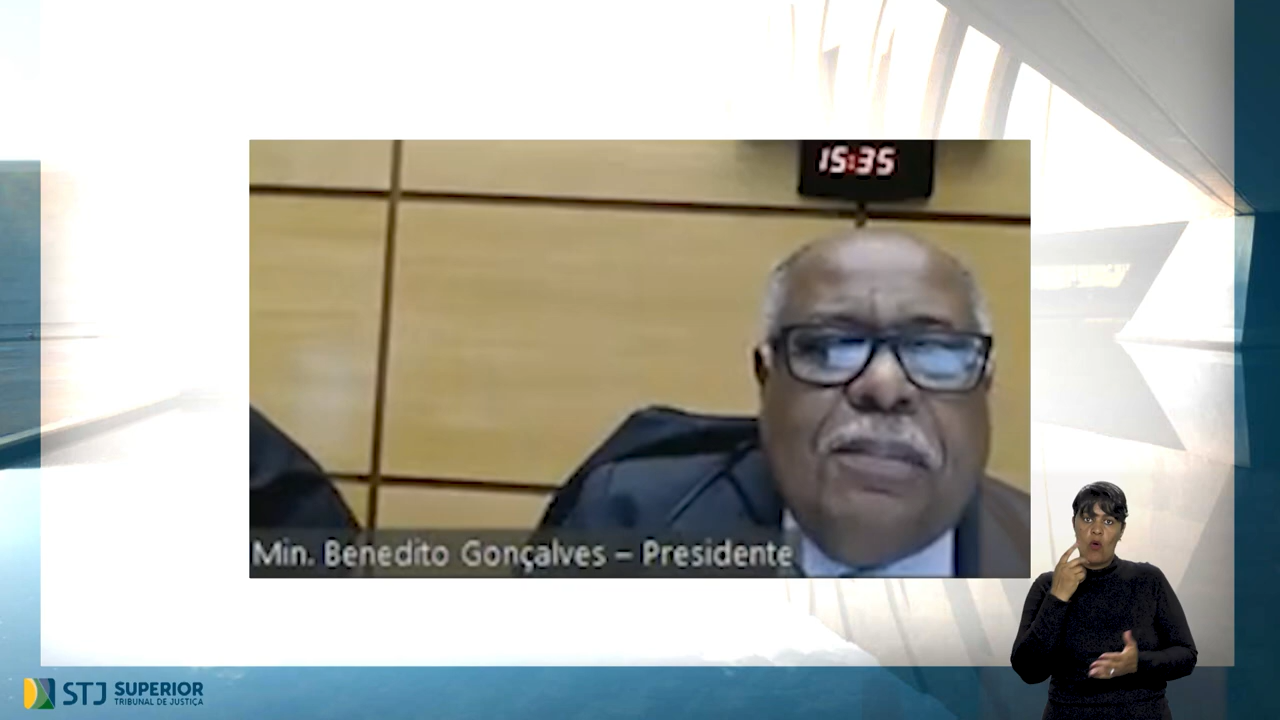 15:35
Min. Benedito Gonçalves – Presidente
STJ SUPERIOR
TRIBUNAL DE JUSTIÇA